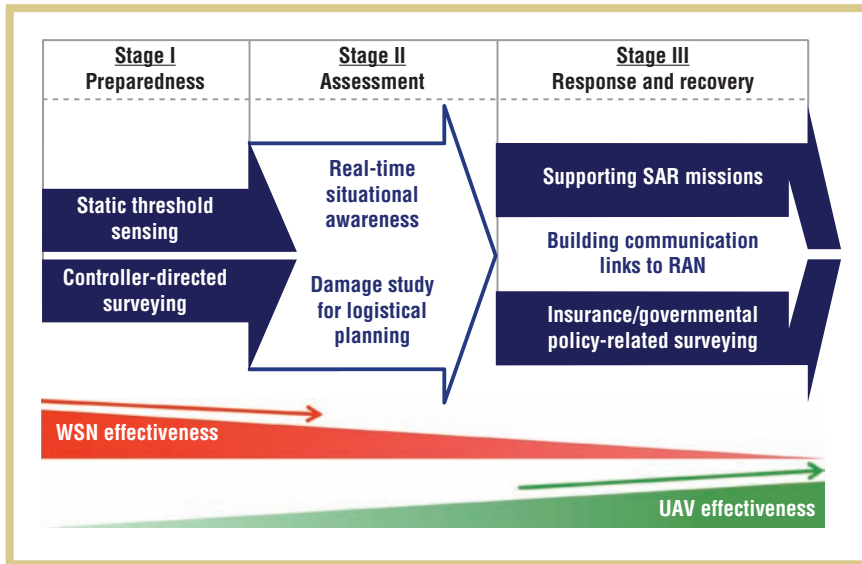 Stage I
Preparedness
Stage II
Assessment
Stage III
Response and recovery
Static threshold
sensing
Controller-directed
surveying
Real-time
situational
awareness
Damage study
for logistical
planning
Supporting SAR missions
Building communication
links to RAN
Insurance/governmental
policy-related surveying
WSN effectiveness
UAV effectiveness